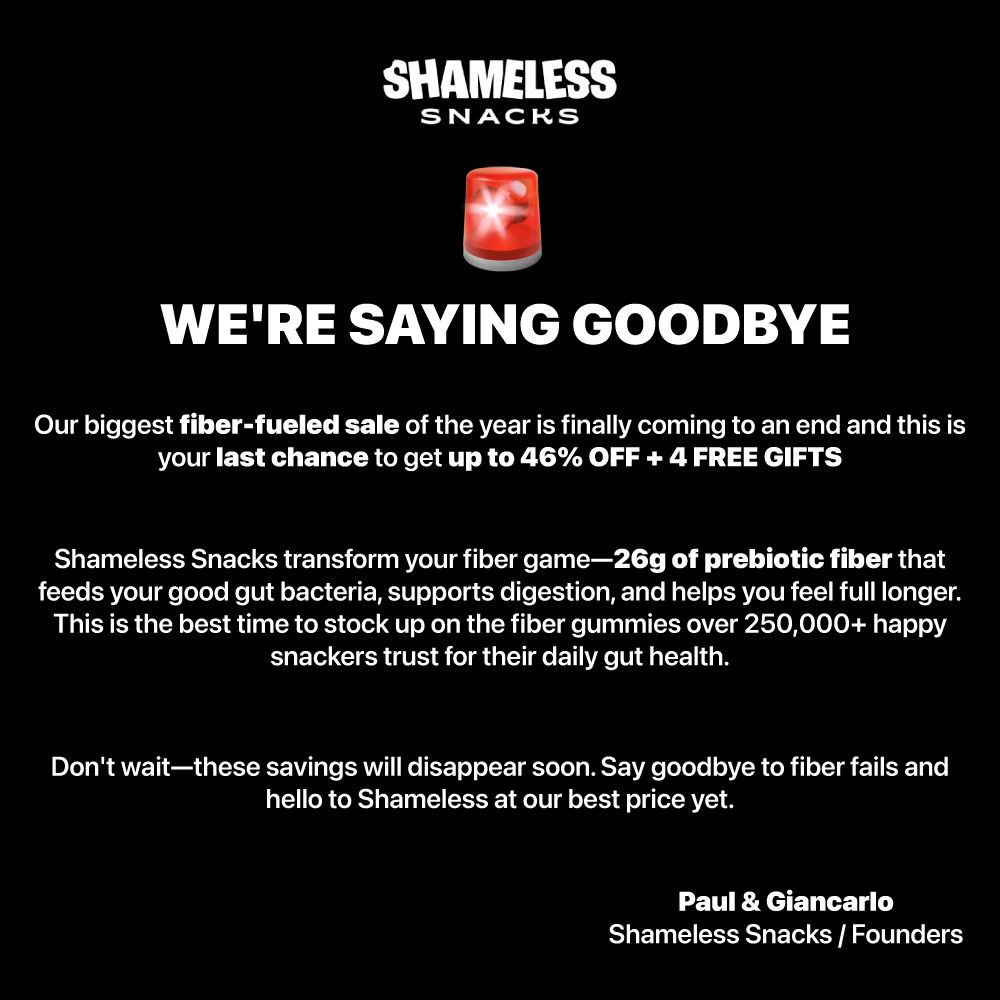 SHAMELESS
SNACKS
WE'RE SAYING GOODBYE
Our biggest fiber-fueled sale of the year is finally coming to an end and this is
your last chance to get up to 46% OFF + 4 FREE GIFTS
Shameless Snacks transform your fiber game—26g of prebiotic fiber that
feeds your good gut bacteria, supports digestion, and helps you feel full longer.
This is the best time to stock up on the fiber gummies over 250,000+ happy
snackers trust for their daily gut health.
Don't wait—these savings will disappear soon. Say goodbye to fiber fails and
hello to Shameless at our best price yet.
Paul & Giancarlo
Shameless Snacks / Founders